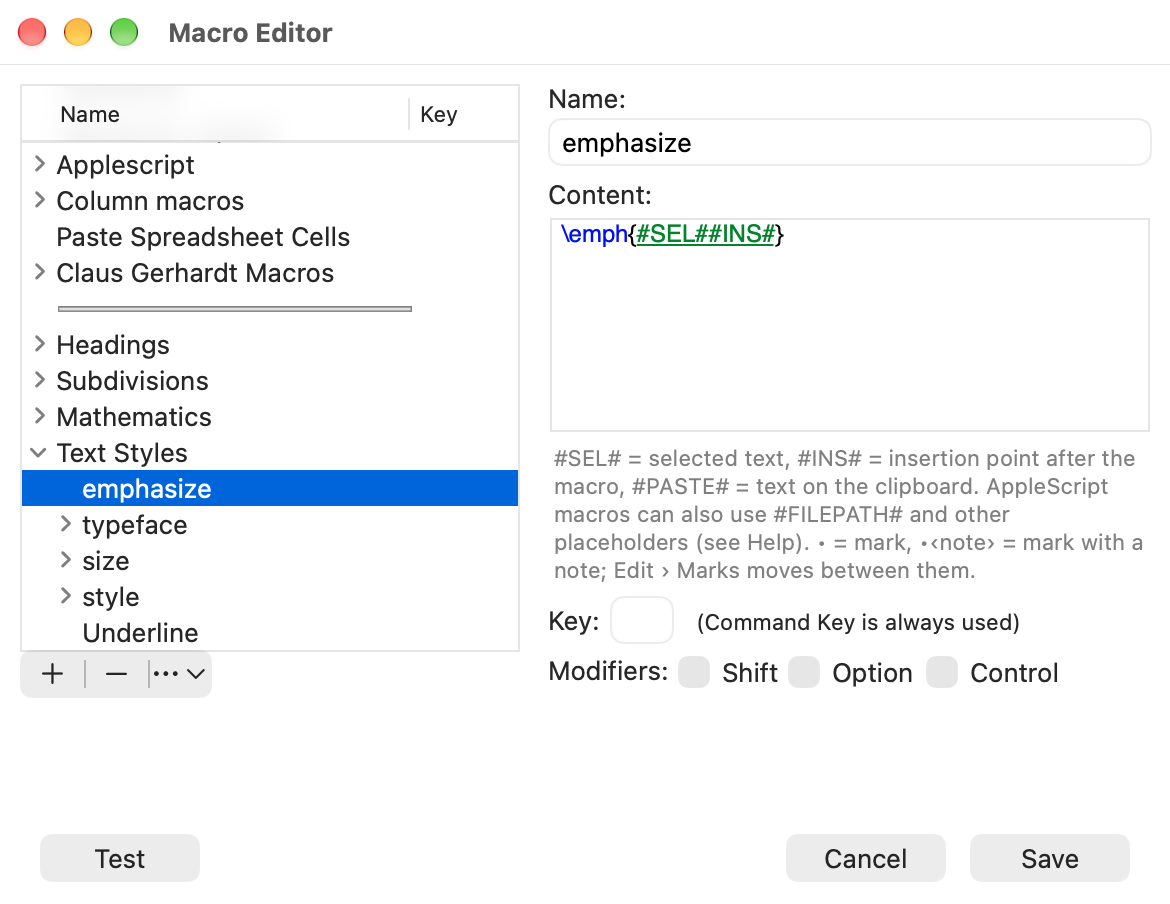 Macro Editor
Name Key
Applescript
Column macros
Paste Spreadsheet Cells
Claus Gerhardt Macros
Headings
Subdivisions
Mathematics
Text Styles
emphasize
typeface
size
style
Underline
Name:
emphasize
Content:
\emph{#SEL##INS#}
#SEL# = selected text, #INS# = insertion point after the
macro, #PASTE# = text on the clipboard. AppleScript
macros can also use #FILEPATH# and other
placeholders (see Help). • = mark, •‹note› = mark with a
note; Edit › Marks moves between them.
Key: (Command Key is always used)
Modifiers: Shift Option Control
Test Cancel Save